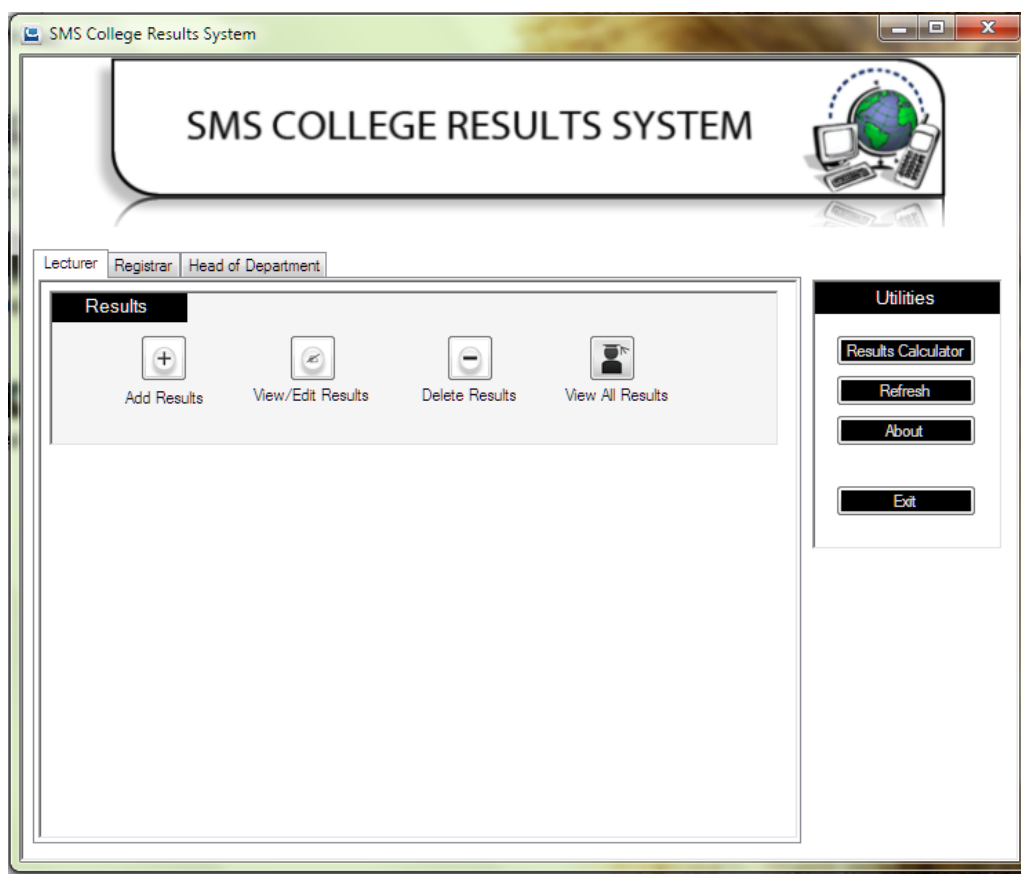 SMS College Results System
SMS COLLEGE RESULTS SYSTEM
Lecturer Registrar Head of Department
Results
Add Results View/Edit Results Delete Results View All Results
Utilities
Results Calculator
Refresh
About
Exit